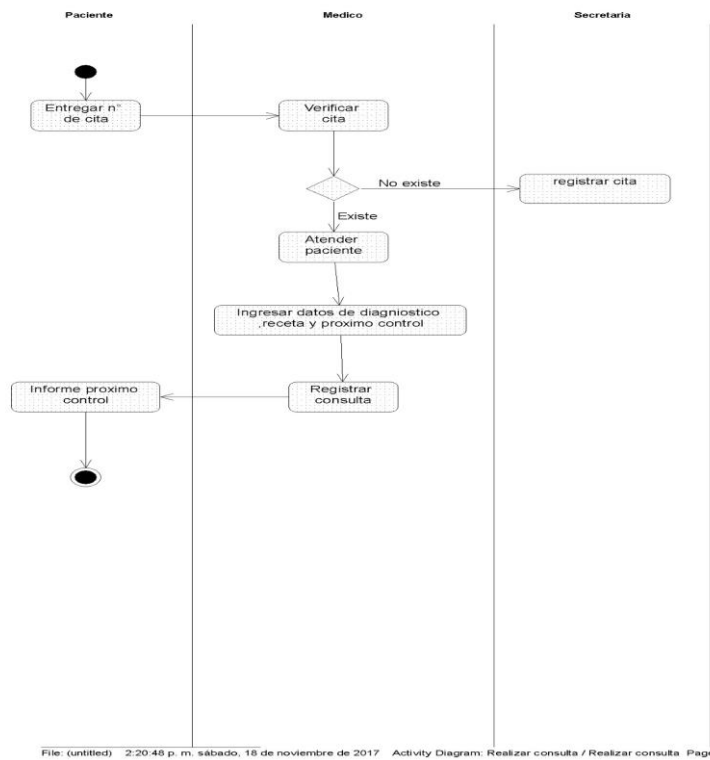 Paciente
Medico
Secretaria
Entregar n°
de cita
Verificar
cita
No existe
registrar cita
Existe
Atender
paciente
Ingresar datos de diagniostico
,receta y proximo control
Informe proximo
control
Registrar
consulta
File: (untitled) 2:20:48 p. m. sábado, 18 de noviembre de 2017 Activity Diagram: Realizar consulta / Realizar consulta Page